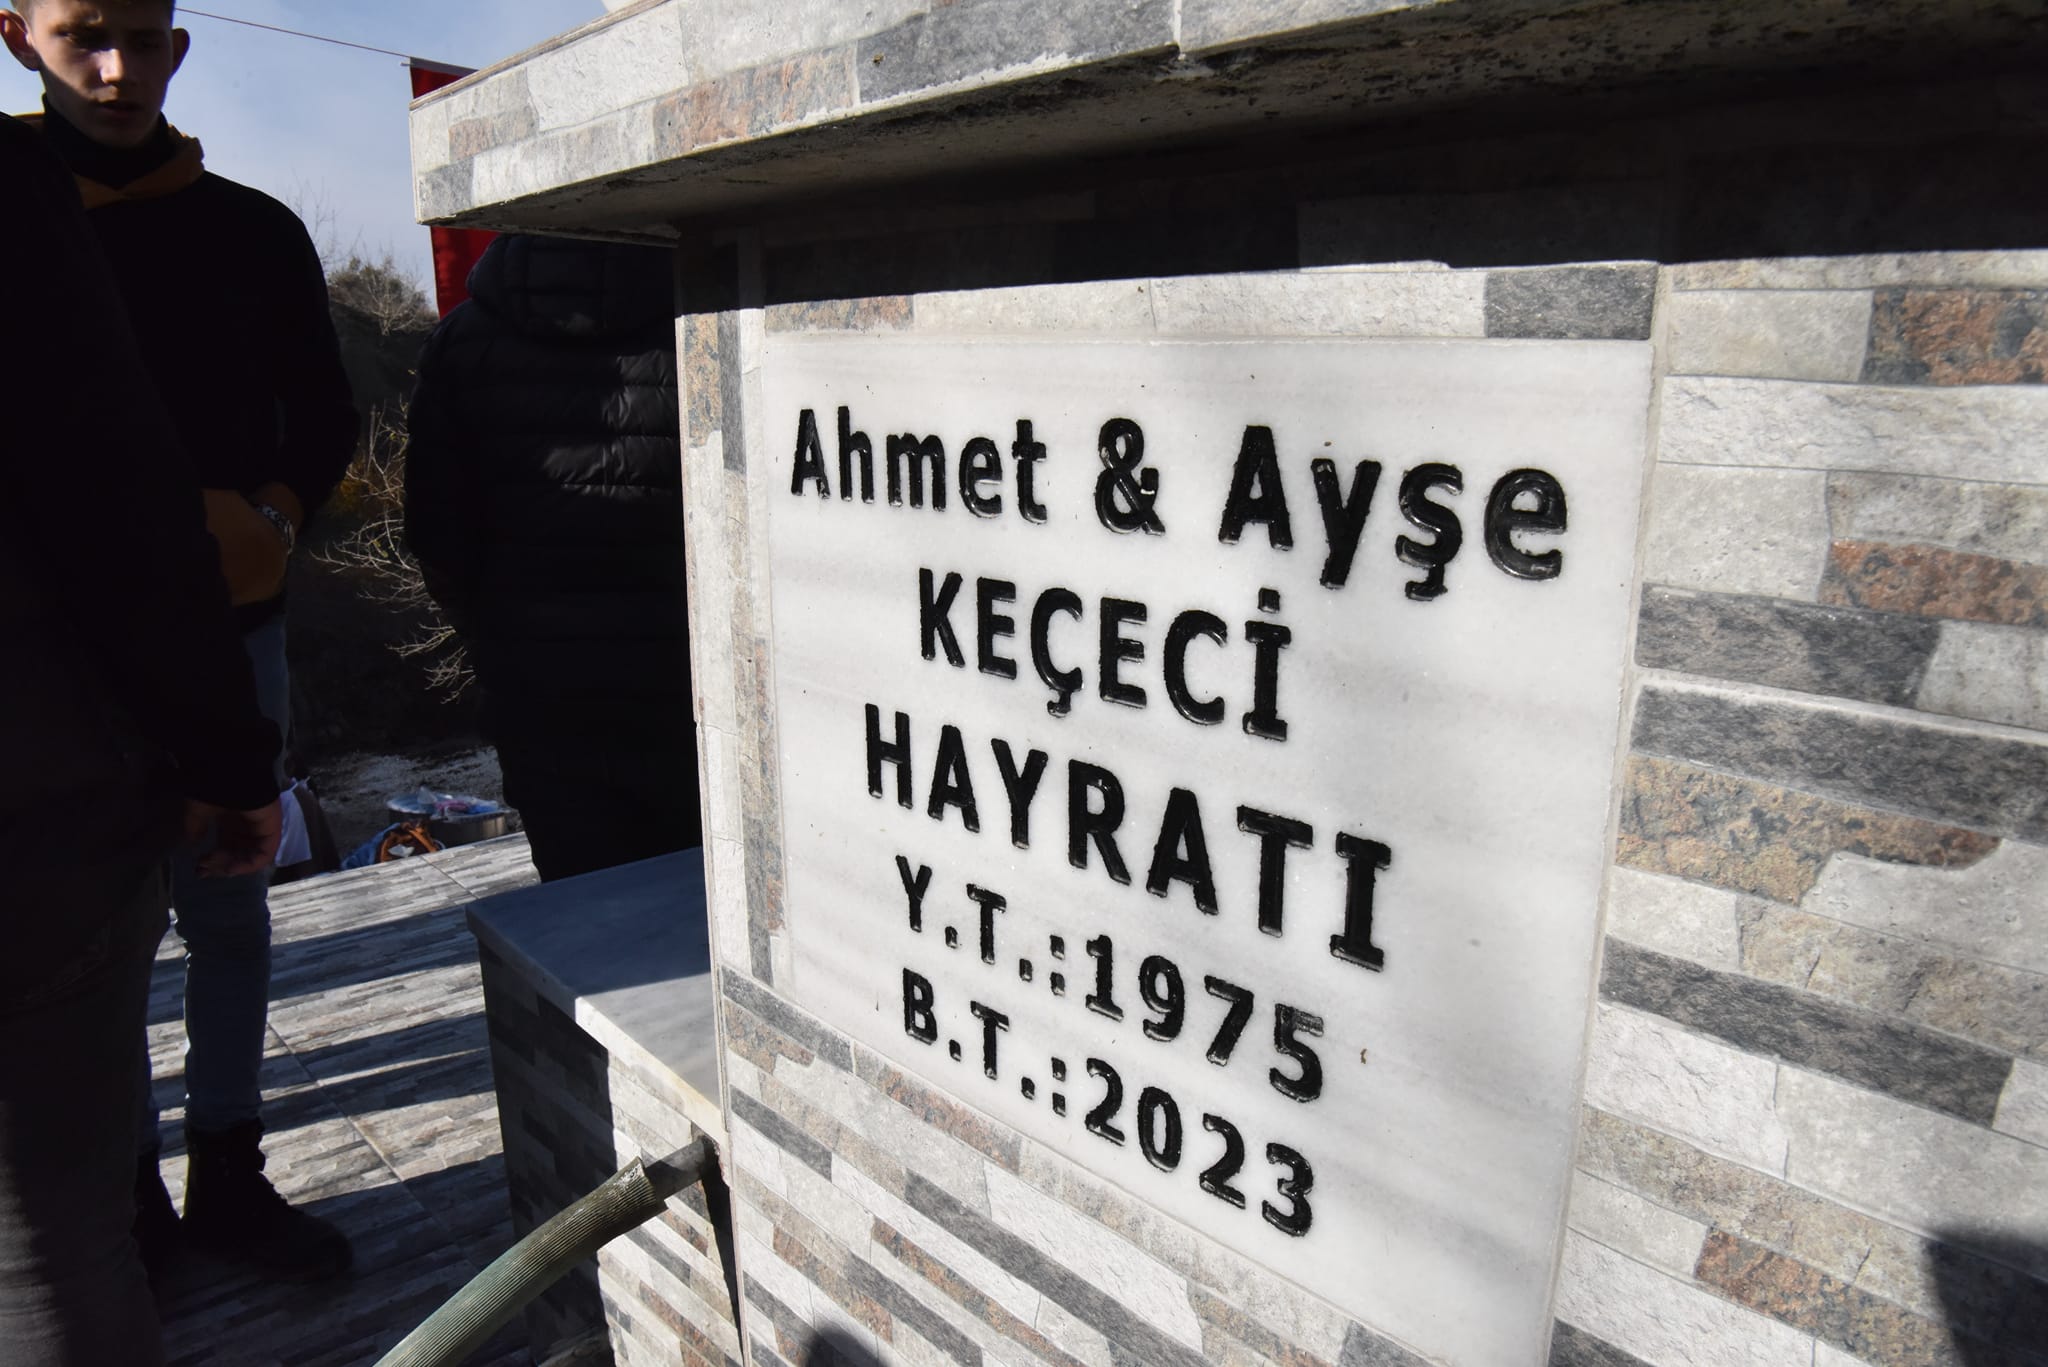 Ahmet & Ayşe
KEÇECİ
HAYRATI
Y.T.:1975
B.T.:2023